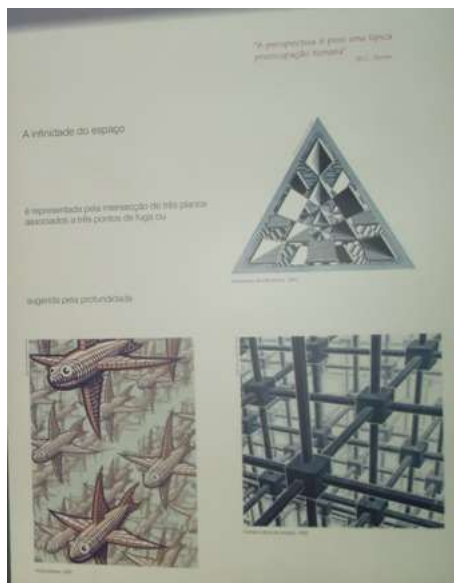 "A perspectiva é pois uma típica
preocupação humana"
A infinidade do espaço
é representada pela intersecção de três planos
associados a três pontos de fuga ou
sugerida pela profundidade